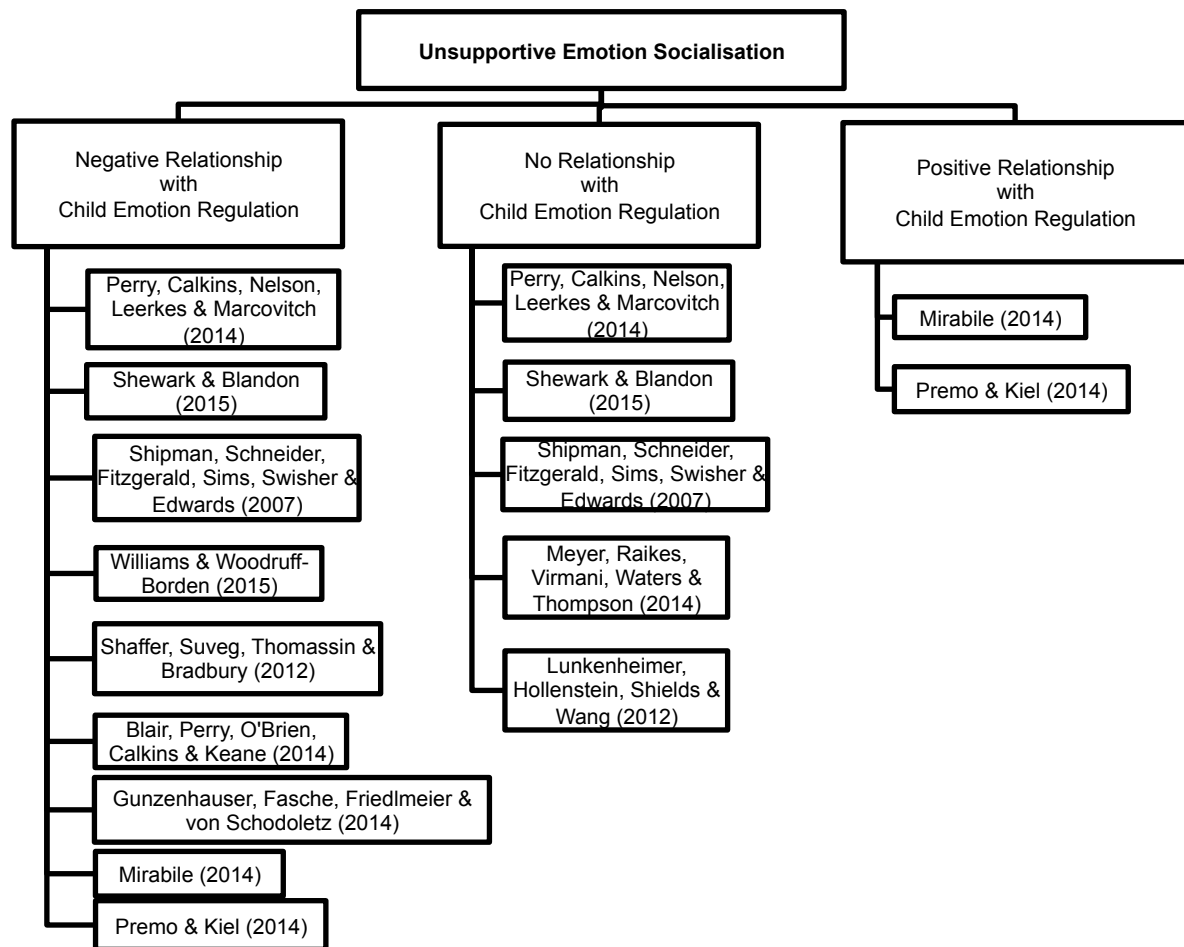 Unsupportive Emotion Socialisation
Negative Relationship
with
Child Emotion Regulation
Perry, Calkins, Nelson,
Leerkes & Marcovitch
(2014)
Shewark & Blandon
(2015)
Shipman, Schneider,
Fitzgerald, Sims, Swisher &
Edwards (2007)
Williams & Woodruff-
Borden (2015)
Shaffer, Suveg, Thomassin &
Bradbury (2012)
Blair, Perry, O'Brien,
Calkins & Keane (2014)
Gunzenhauser, Fasche, Friedlmeier &
von Schodoletz (2014)
Mirabile (2014)
Premo & Kiel (2014)
No Relationship
with
Child Emotion Regulation
Perry, Calkins, Nelson,
Leerkes & Marcovitch
(2014)
Shewark & Blandon
(2015)
Shipman, Schneider,
Fitzgerald, Sims, Swisher &
Edwards (2007)
Meyer, Raikes,
Virmani, Waters &
Thompson (2014)
Lunkenheimer,
Hollenstein, Shields &
Wang (2012)
Positive Relationship
with
Child Emotion Regulation
Mirabile (2014)
Premo & Kiel (2014)